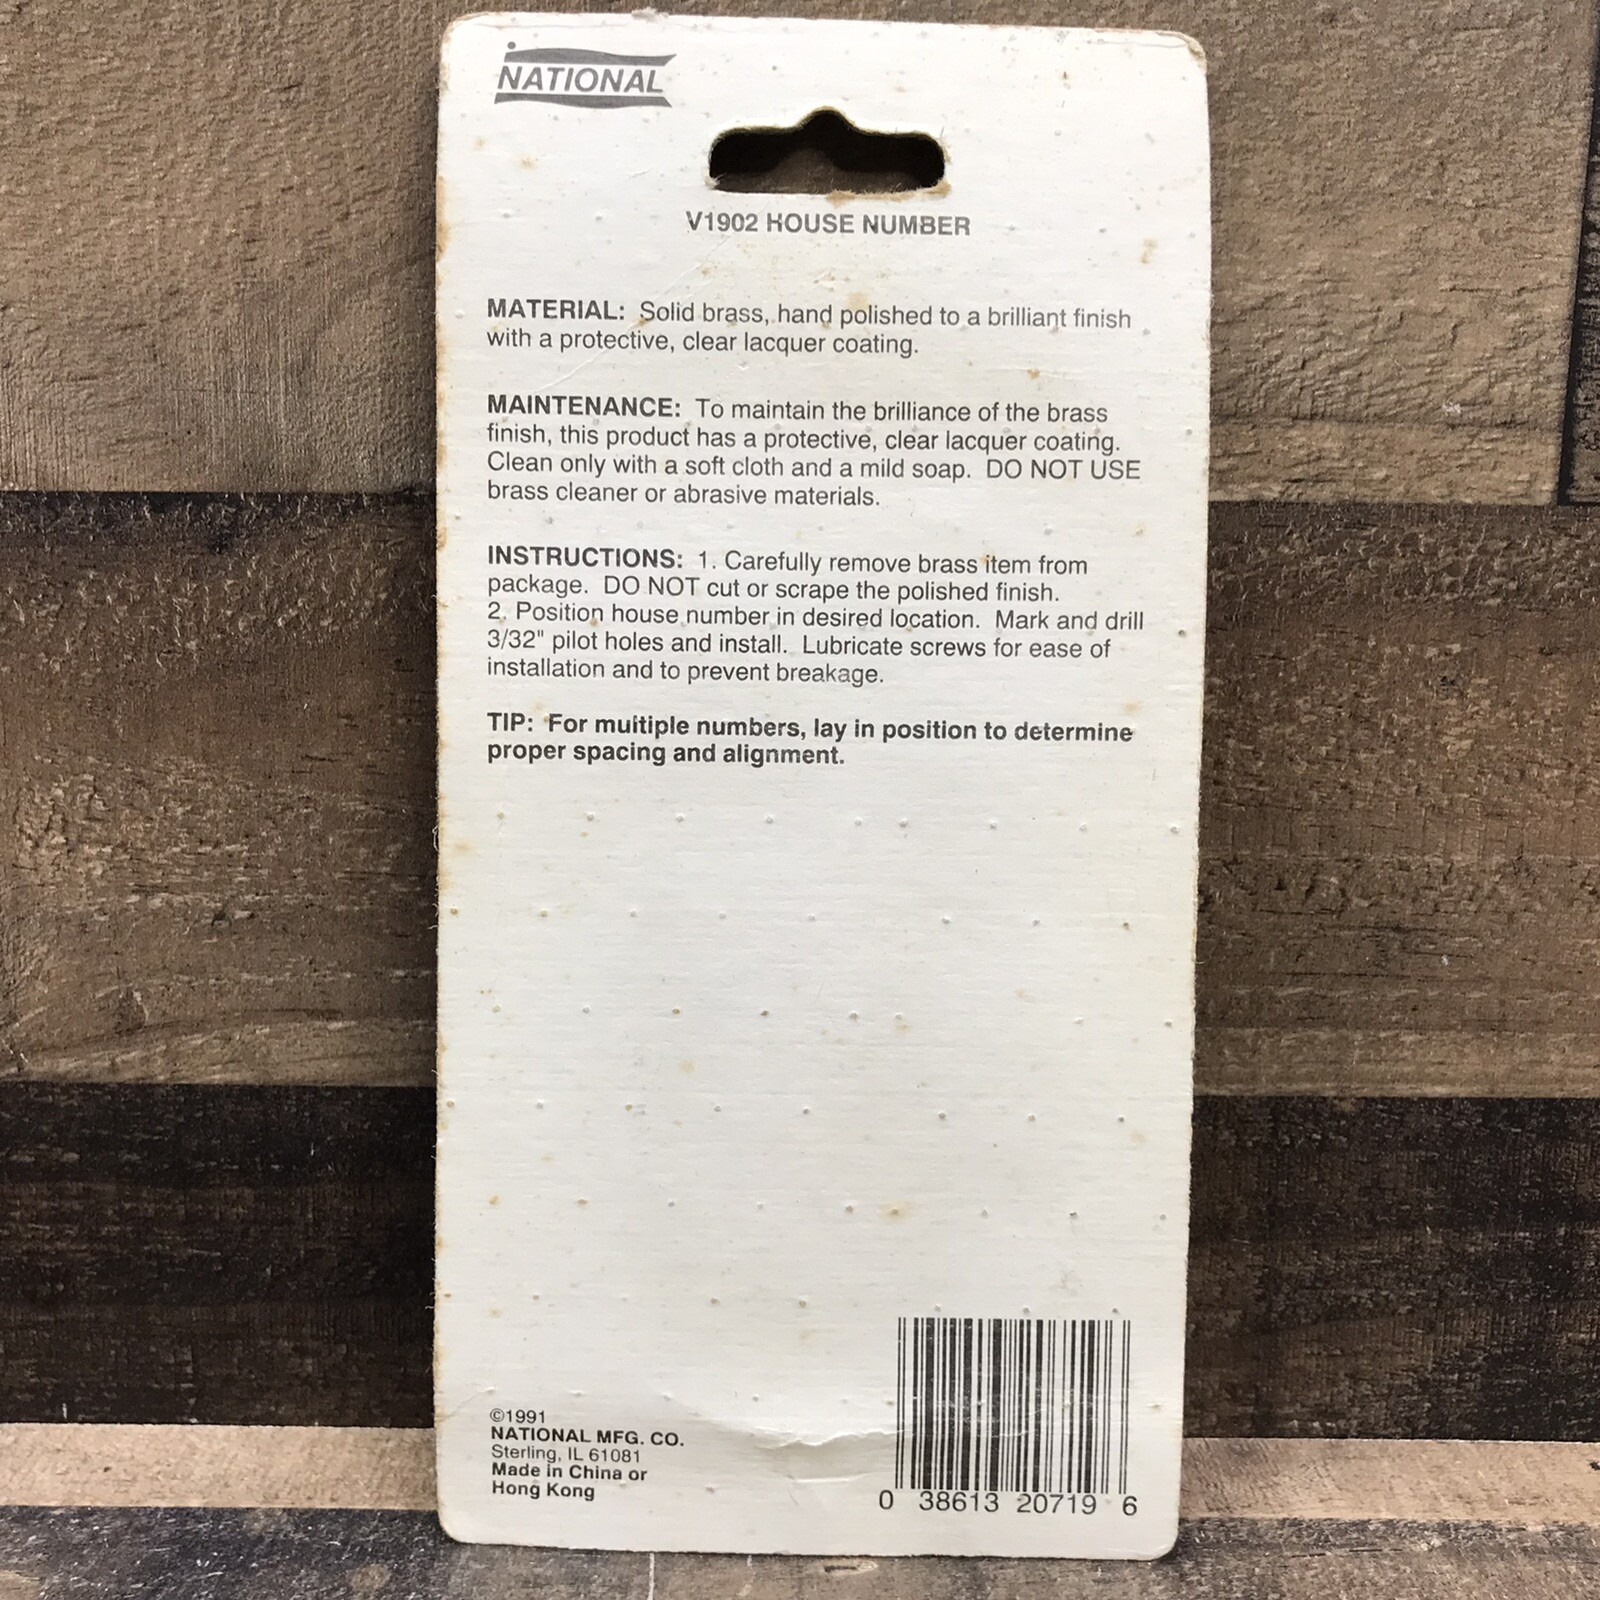 NATIONAL
V1902 HOUSE NUMBER
MATERIAL: Solid brass, hand polished to a brilliant finish
with a protective, clear lacquer coating.
MAINTENANCE: To maintain the brilliance of the brass
finish, this product has a protective, clear lacquer coating.
Clean only with a soft cloth and a mild soap. DO NOT USE
brass cleaner or abrasive materials.
INSTRUCTIONS: 1. Carefully remove brass item from
package. DO NOT cut or scrape the polished finish.
2. Position house number in desired location. Mark and drill
3/32" pilot holes and install. Lubricate screws for ease of
installation and to prevent breakage.
TIP: For multiple numbers, lay in position to determine
proper spacing and alignment.
©1991
NATIONAL MFG. CO.
Sterling, IL 61081
Made in China or
Hong Kong
0 38613 20719 6